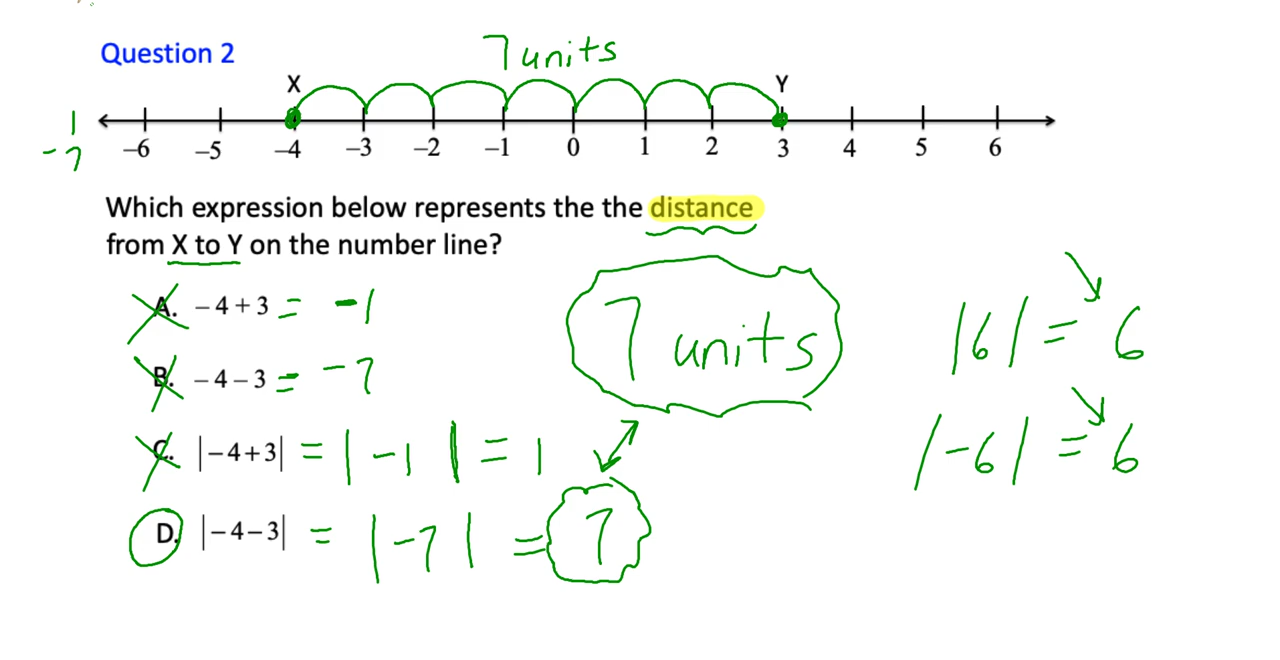 Question 2
7 units
X Y
1
-7
–6 –5 –4 –3 –2 –1 0 1 2 3 4 5 6
Which expression below represents the the distance
from X to Y on the number line?
A. – 4 + 3 = -1
B. – 4 – 3 = -7
C. |– 4+3| = |-1| = 1
D. |– 4 – 3| = |-7| = 7
7 units
|6| = 6
|-6| = 6